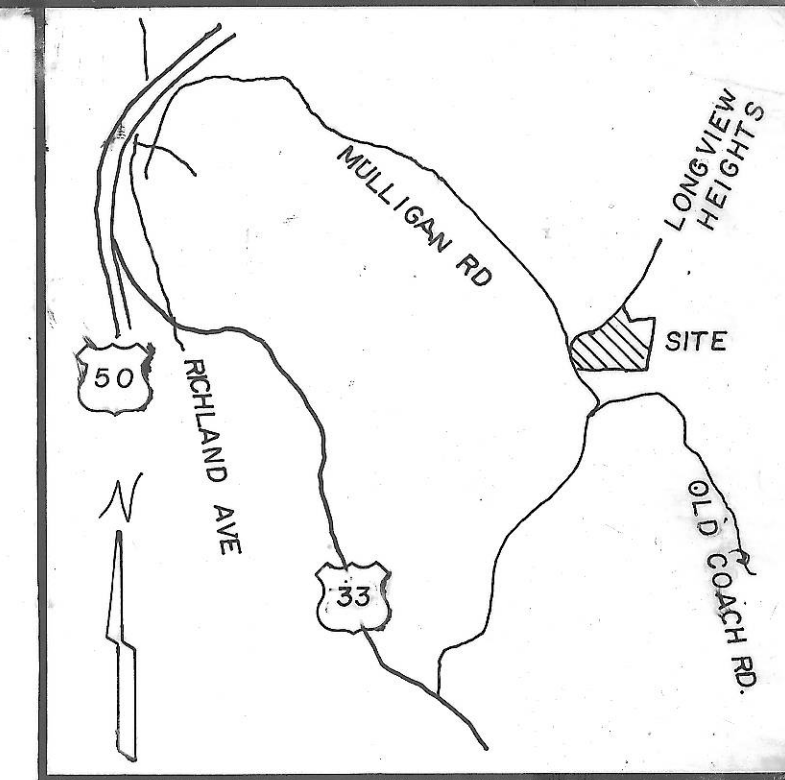 LONGVIEW
HEIGHTS
MULLIGAN RD
SITE
50
RICHLAND AVE
N
OLD COACH RD.
33